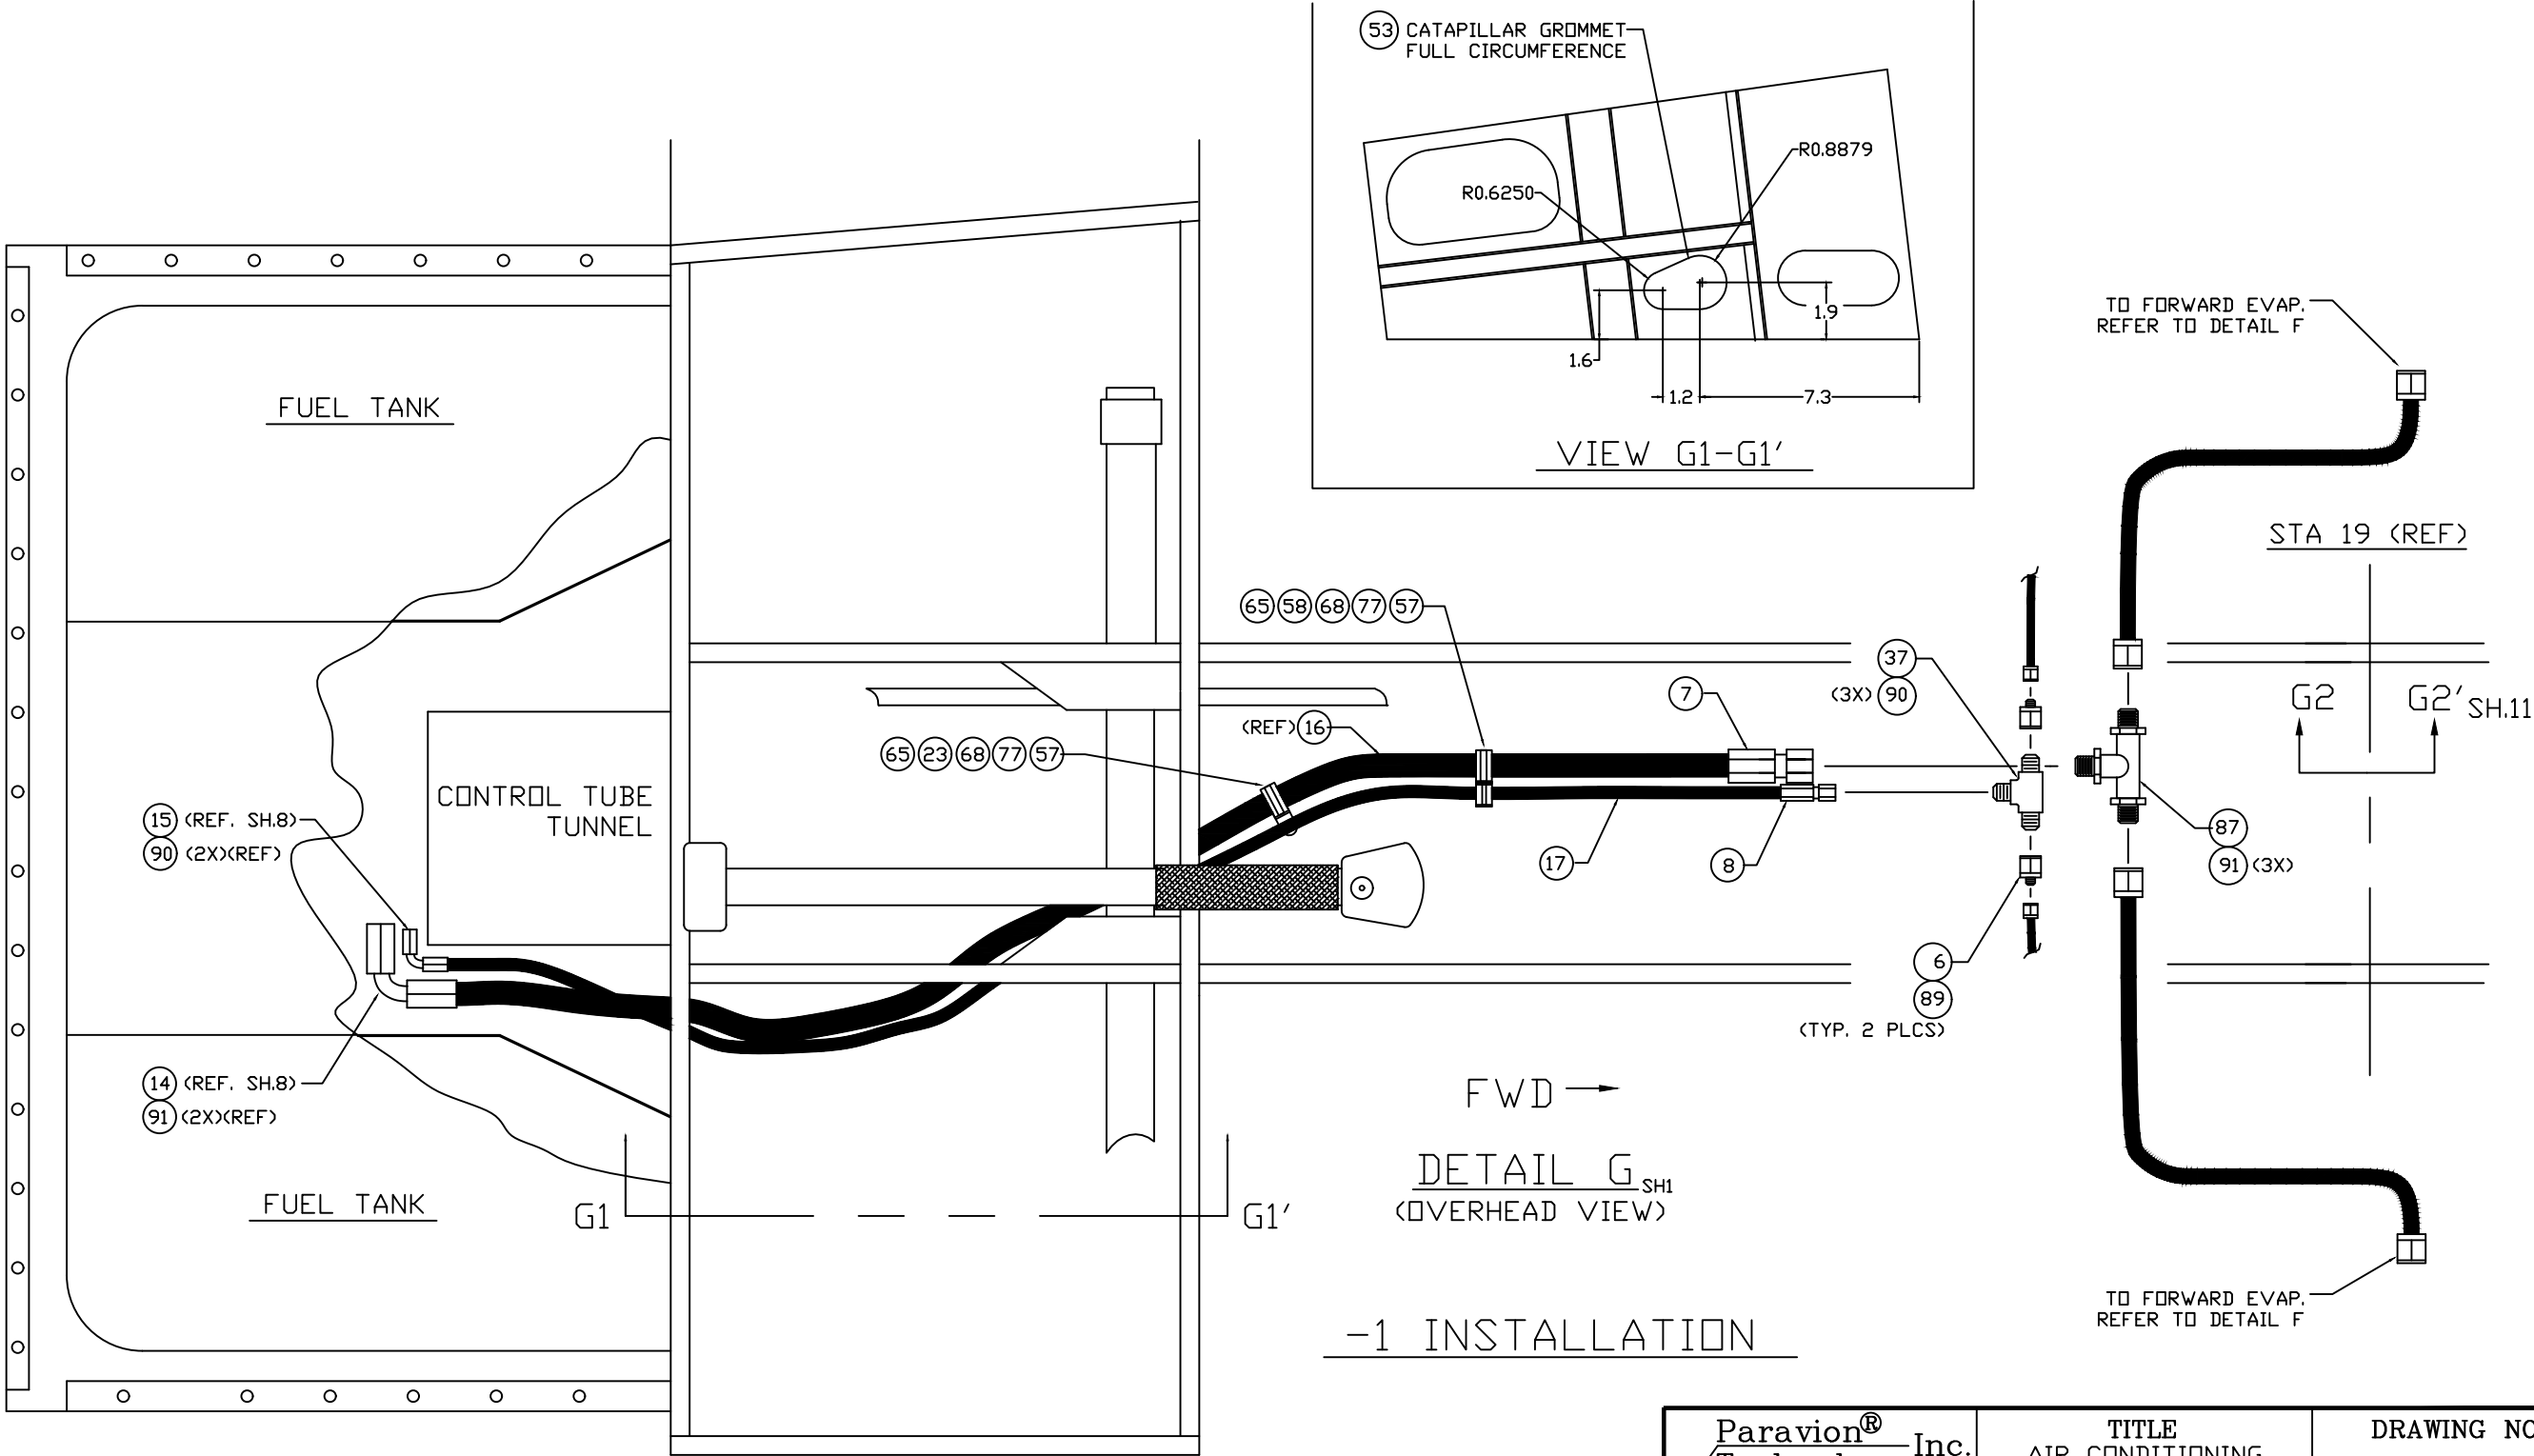 53 CATAPILLAR GROMMET
FULL CIRCUMFERENCE
R0.8879
R0.6250
1.9
1.6
1.2
7.3
VIEW G1-G1'
TO FORWARD EVAP.
REFER TO DETAIL F
FUEL TANK
STA 19 (REF)
65 58 68 77 57
37
(3X) 90
7
G2 G2' SH.11
(REF) 16
65 23 68 77 57
CONTROL TUBE
TUNNEL
15 (REF. SH.8)
90 (2X)(REF)
87
91 (3X)
17
8
6
89
(TYP. 2 PLCS)
14 (REF. SH.8)
91 (2X)(REF)
FWD
DETAIL G SH1
(OVERHEAD VIEW)
FUEL TANK
G1 G1'
TO FORWARD EVAP.
REFER TO DETAIL F
-1 INSTALLATION
Paravion® Inc.
TITLE
AIR CONDITIONING
DRAWING NO